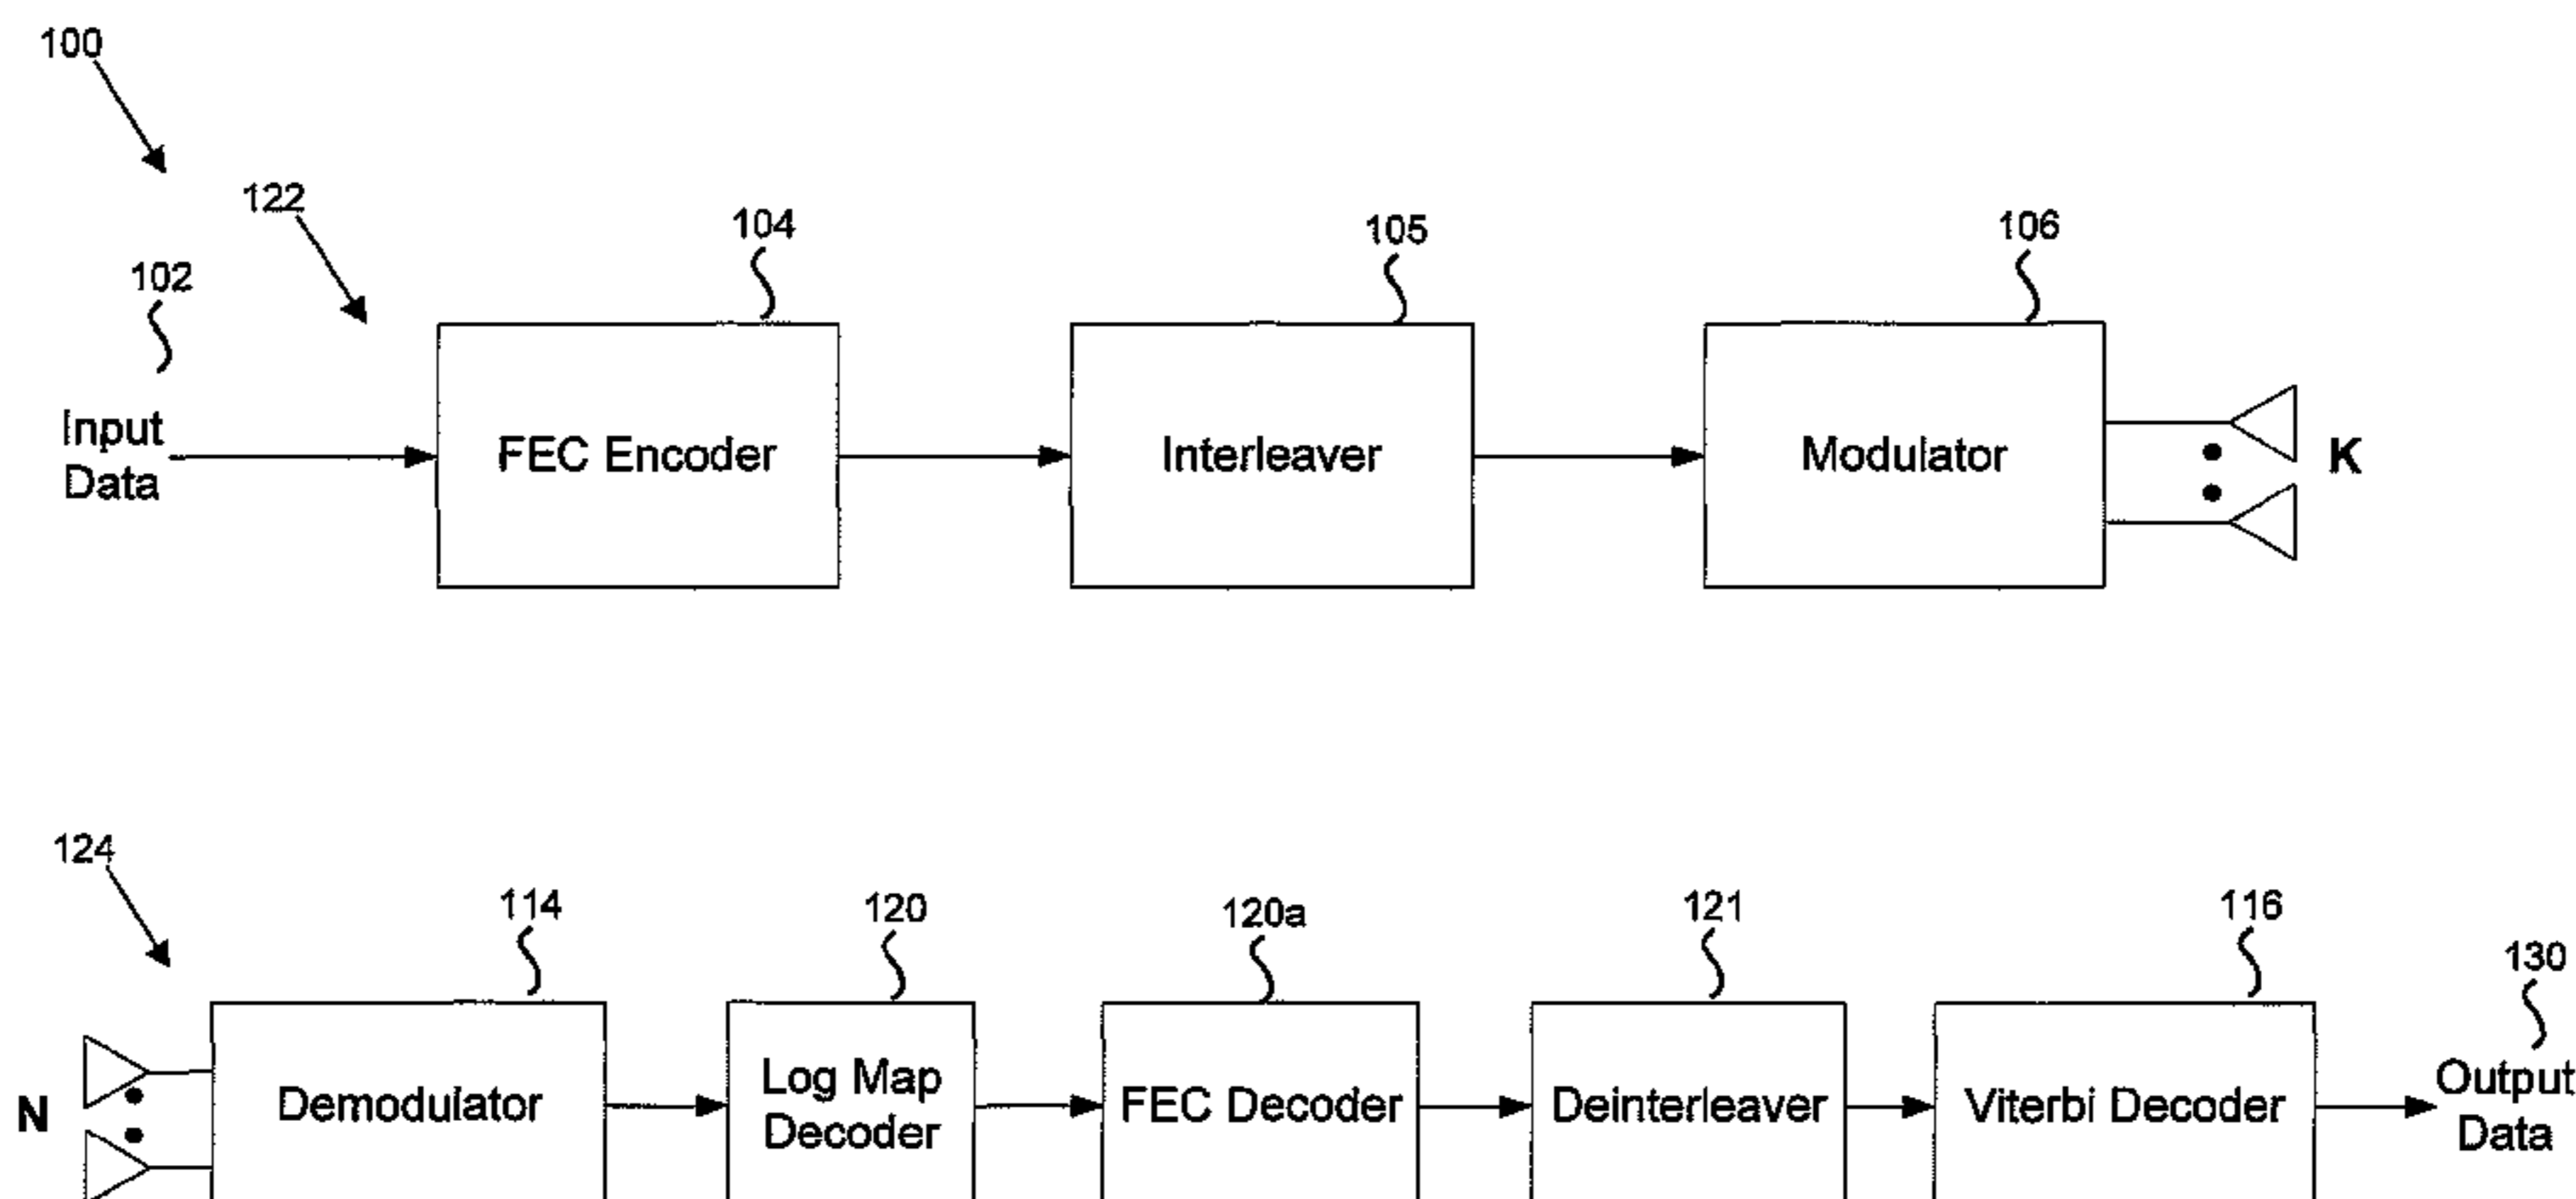 100
122
102
104
105
106
Input
Data
FEC Encoder
Interleaver
Modulator
K
124
114
120
120a
121
116
130
N
Demodulator
Log Map
Decoder
FEC Decoder
Deinterleaver
Viterbi Decoder
Output
Data